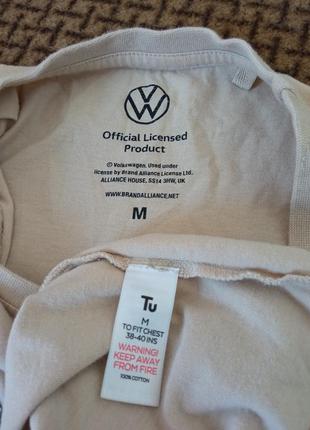 VW
Official Licensed
Product
© Volkswagen. Used under
license by Brand Alliance License Ltd.
ALLIANCE HOUSE, SS14 3HW, UK
WWW.BRANDALLIANCE.NET
M
Tu
M
TO FIT CHEST
38-40 INS
WARNING!
KEEP AWAY
FROM FIRE
100% COTTON